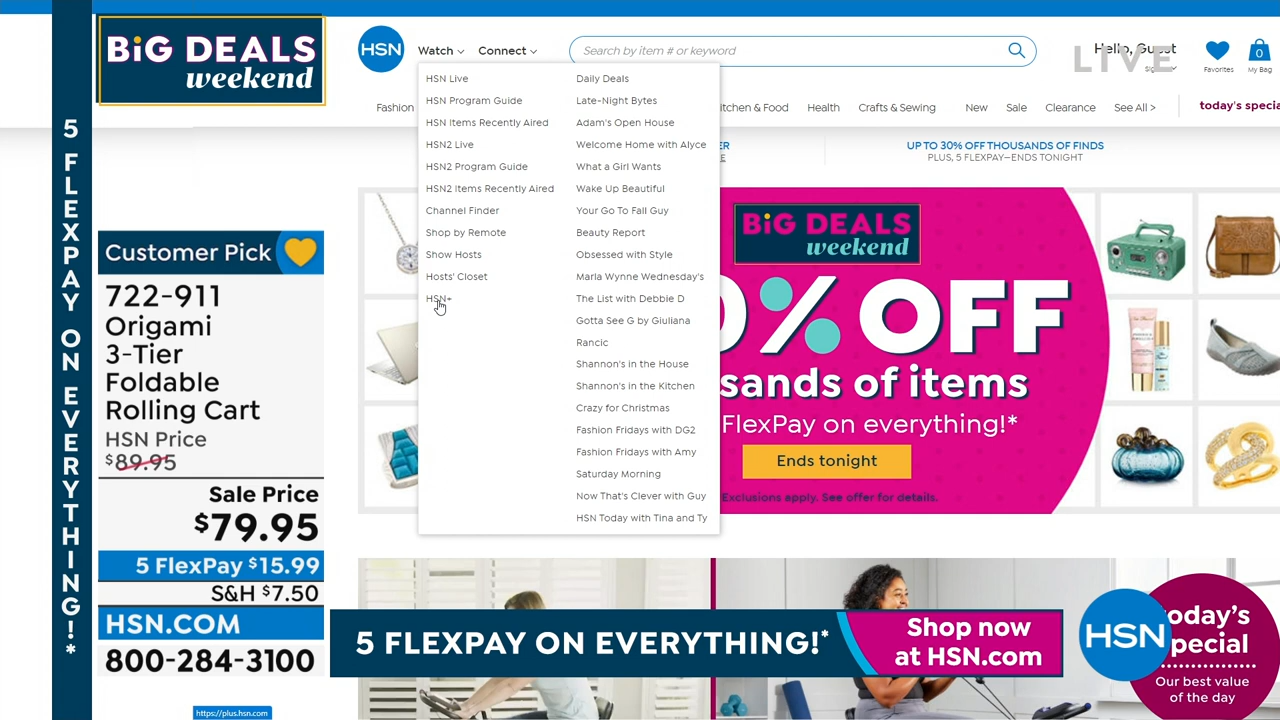 BiG DEALS
weekend
5 FLEXPAY ON EVERYTHING!*
Customer Pick
722-911
Origami
3-Tier
Foldable
Rolling Cart
HSN Price
$89.95
Sale Price
$79.95
5 FlexPay $15.99
S&H $7.50
HSN.COM
800-284-3100
https://plus.hsn.com
HSN
Watch
Connect
Search by item # or keyword
Hello, Guest
LIVE
Favorites
0
My Bag
Fashion
Kitchen & Food
Health
Crafts & Sewing
New
Sale
Clearance
See All >
today's specia
HSN Live
HSN Program Guide
HSN Items Recently Aired
HSN2 Live
HSN2 Program Guide
HSN2 Items Recently Aired
Channel Finder
Shop by Remote
Show Hosts
Hosts' Closet
HSN+
Daily Deals
Late-Night Bytes
Adam's Open House
Welcome Home with Alyce
What a Girl Wants
Wake Up Beautiful
Your Go To Fall Guy
Beauty Report
Obsessed with Style
Marla Wynne Wednesday's
The List with Debbie D
Gotta See G by Giuliana
Rancic
Shannon's in the House
Shannon's in the Kitchen
Crazy for Christmas
Fashion Fridays with DG2
Fashion Fridays with Amy
Saturday Morning
Now That's Clever with Guy
HSN Today with Tina and Ty
UP TO 30% OFF THOUSANDS OF FINDS
PLUS, 5 FLEXPAY—ENDS TONIGHT
BiG DEALS
weekend
0% OFF
sands of items
FlexPay on everything!*
Ends tonight
Exclusions apply. See offer for details.
5 FLEXPAY ON EVERYTHING!*
Shop now
at HSN.com
HSN
today's
special
Our best value
of the day